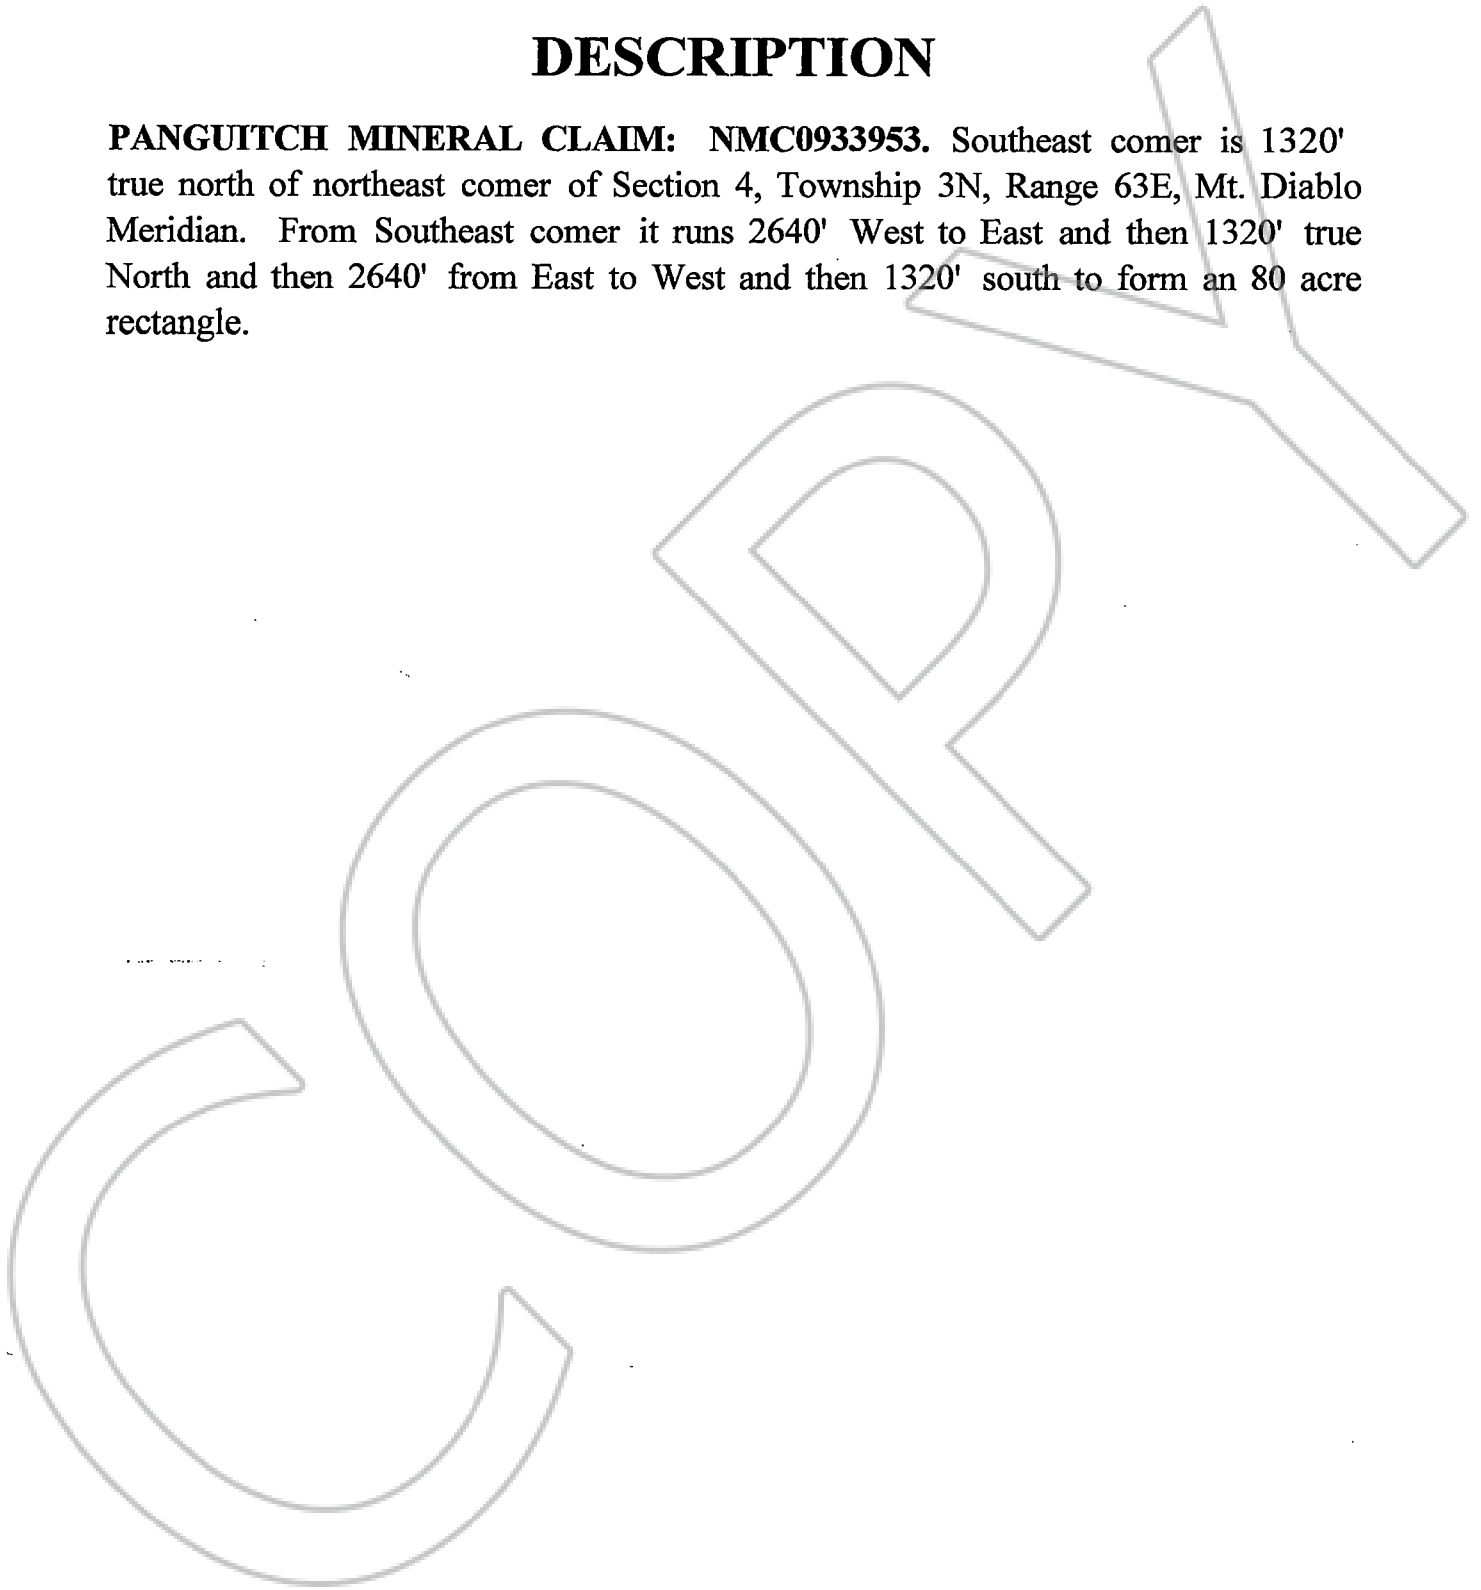 DESCRIPTION
PANGUITCH MINERAL CLAIM: NMC0933953. Southeast comer is 1320'
true north of northeast comer of Section 4, Township 3N, Range 63E, Mt. Diablo
Meridian. From Southeast comer it runs 2640' West to East and then 1320' true
North and then 2640' from East to West and then 1320' south to form an 80 acre
rectangle.
COPY